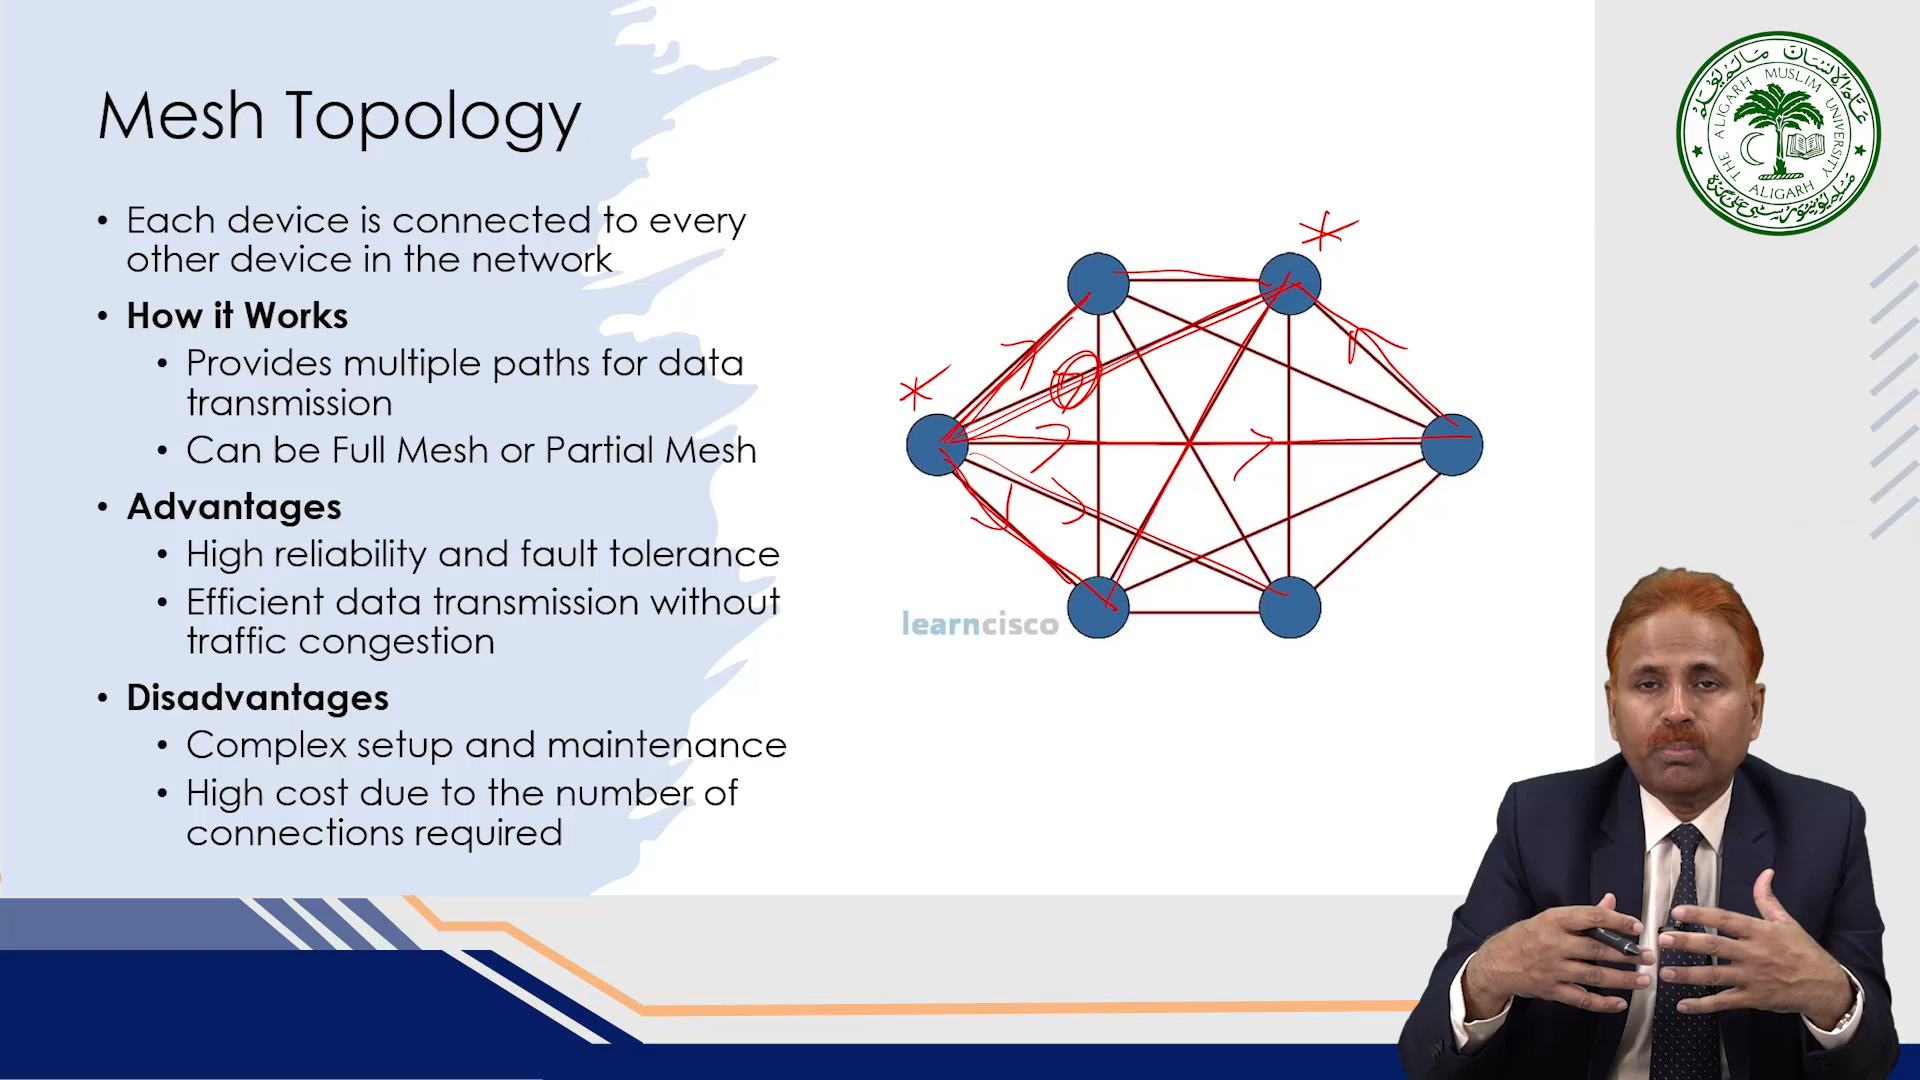 Mesh Topology
• Each device is connected to every
other device in the network
• How it Works
• Provides multiple paths for data
transmission
• Can be Full Mesh or Partial Mesh
• Advantages
• High reliability and fault tolerance
• Efficient data transmission without
traffic congestion
• Disadvantages
• Complex setup and maintenance
• High cost due to the number of
connections required
learncisco
THE ALIGARH MUSLIM UNIVERSITY
ALIGARH